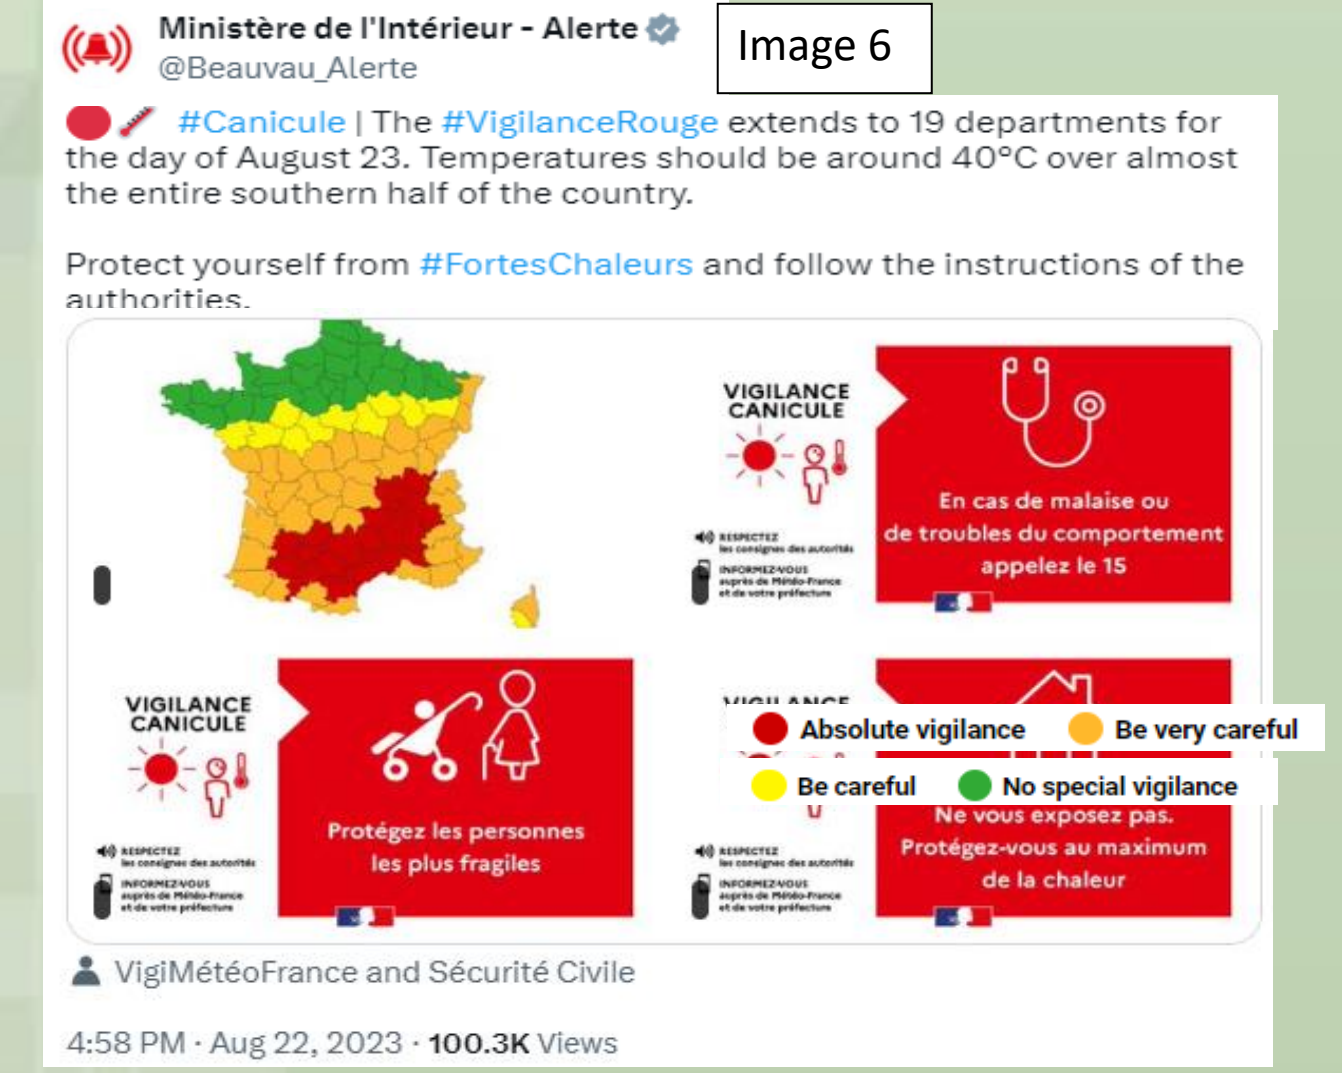 Ministère de l'Intérieur - Alerte
@Beauvau_Alerte
Image 6
#Canicule | The #VigilanceRouge extends to 19 departments for
the day of August 23. Temperatures should be around 40°C over almost
the entire southern half of the country.
Protect yourself from #FortesChaleurs and follow the instructions of the
authorities.
VIGILANCE
CANICULE
RESPECTEZ
les consignes des autorités
INFORMEZ-VOUS
auprès de Météo-France
et de votre préfecture
En cas de malaise ou
de troubles du comportement
appelez le 15
VIGILANCE
CANICULE
RESPECTEZ
les consignes des autorités
INFORMEZ-VOUS
auprès de Météo-France
et de votre préfecture
Protégez les personnes
les plus fragiles
VIGILANCE
Absolute vigilance
Be very careful
Be careful
No special vigilance
RESPECTEZ
les consignes des autorités
INFORMEZ-VOUS
auprès de Météo-France
et de votre préfecture
Ne vous exposez pas.
Protégez-vous au maximum
de la chaleur
VigiMétéoFrance and Sécurité Civile
4:58 PM · Aug 22, 2023 · 100.3K Views